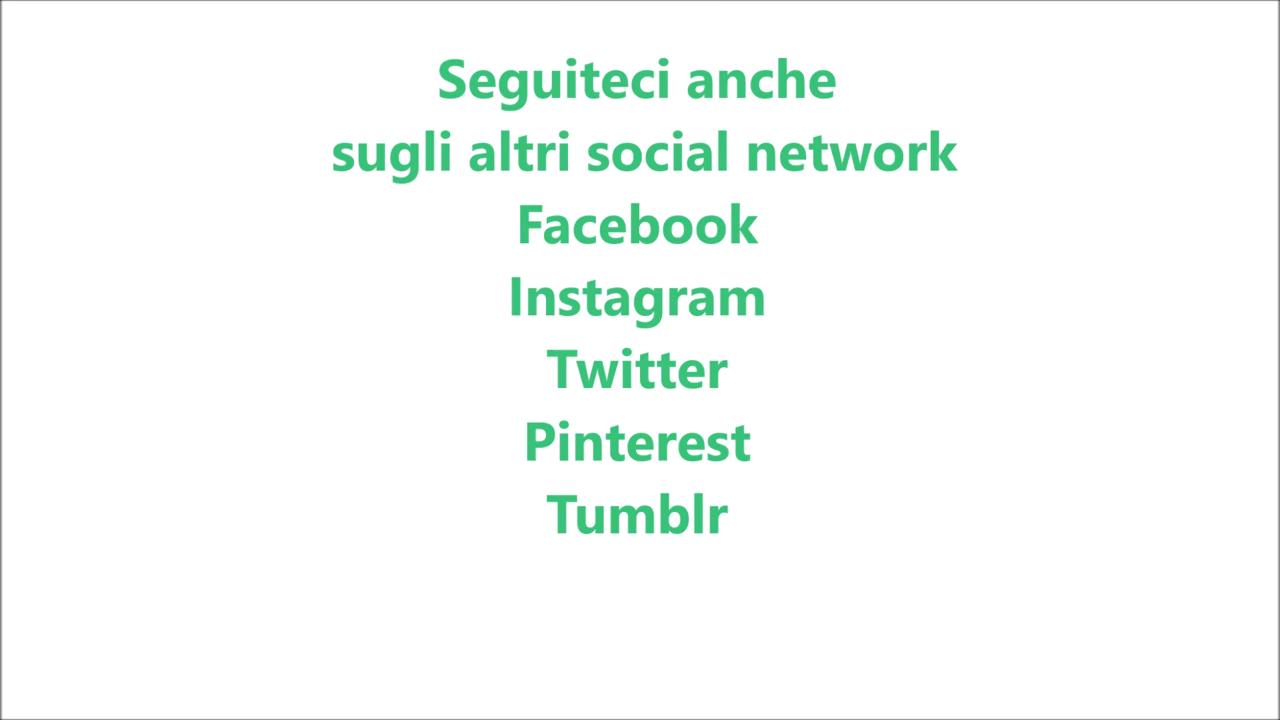 Seguiteci anche
sugli altri social network
Facebook
Instagram
Twitter
Pinterest
Tumblr